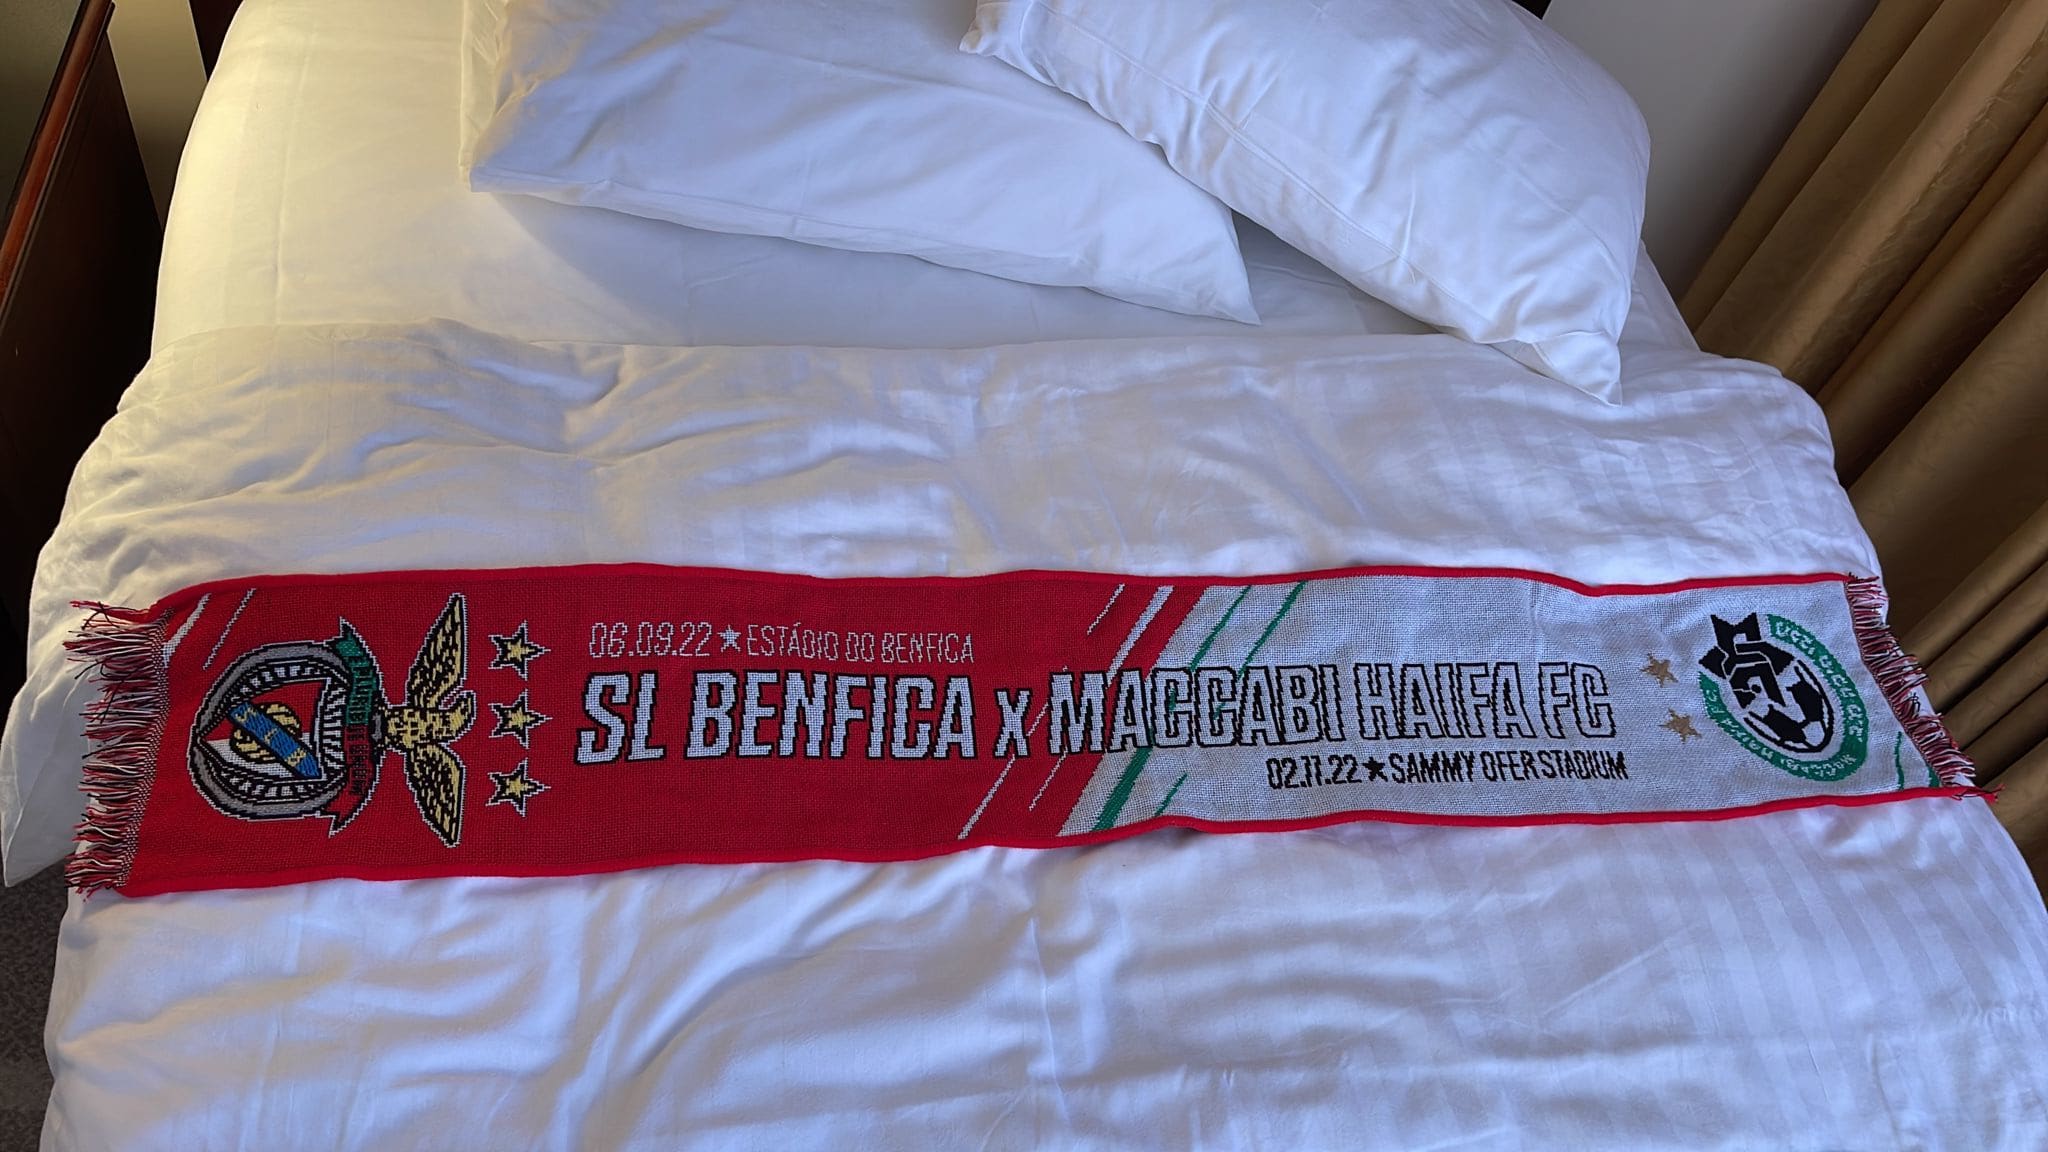 06.09.22 ★ ESTÁDIO DO BENFICA
SL BENFICA x MACCABI HAIFA FC
02.11.22 ★ SAMMY OFER STADIUM